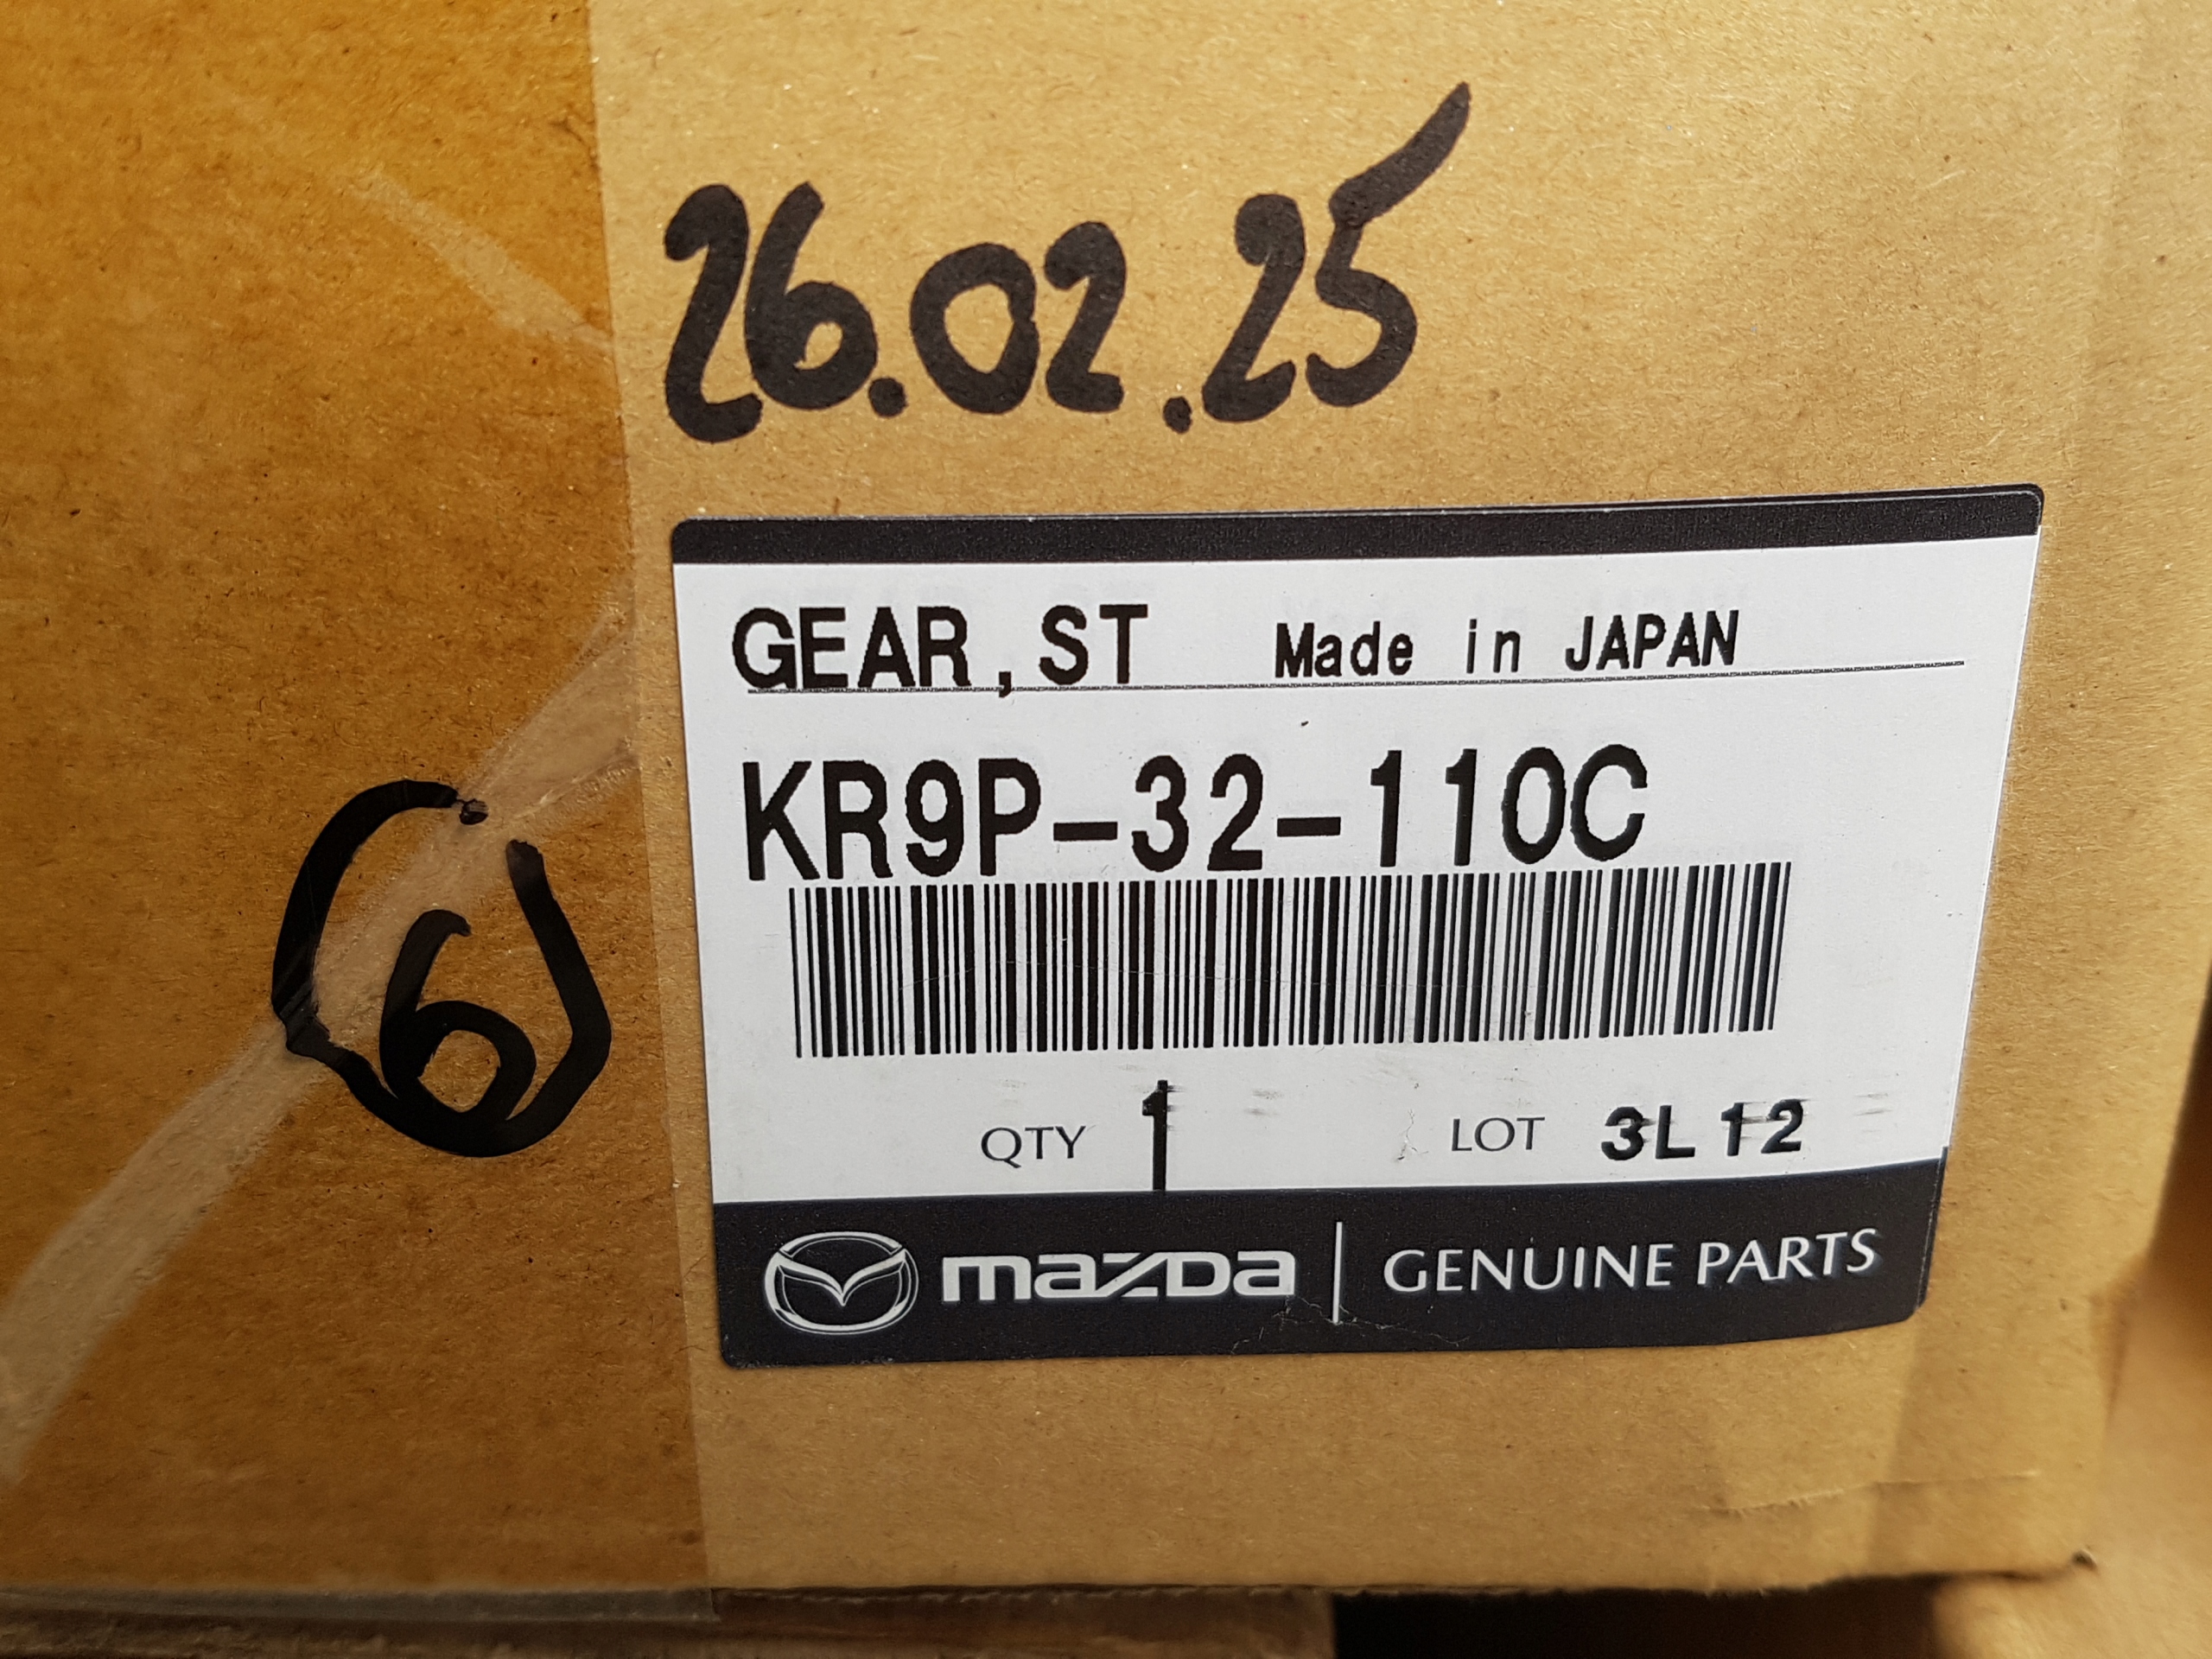 26.02.25
GEAR,ST Made in JAPAN
KR9P-32-110C
6
QTY 1 LOT 3L12
mazda GENUINE PARTS